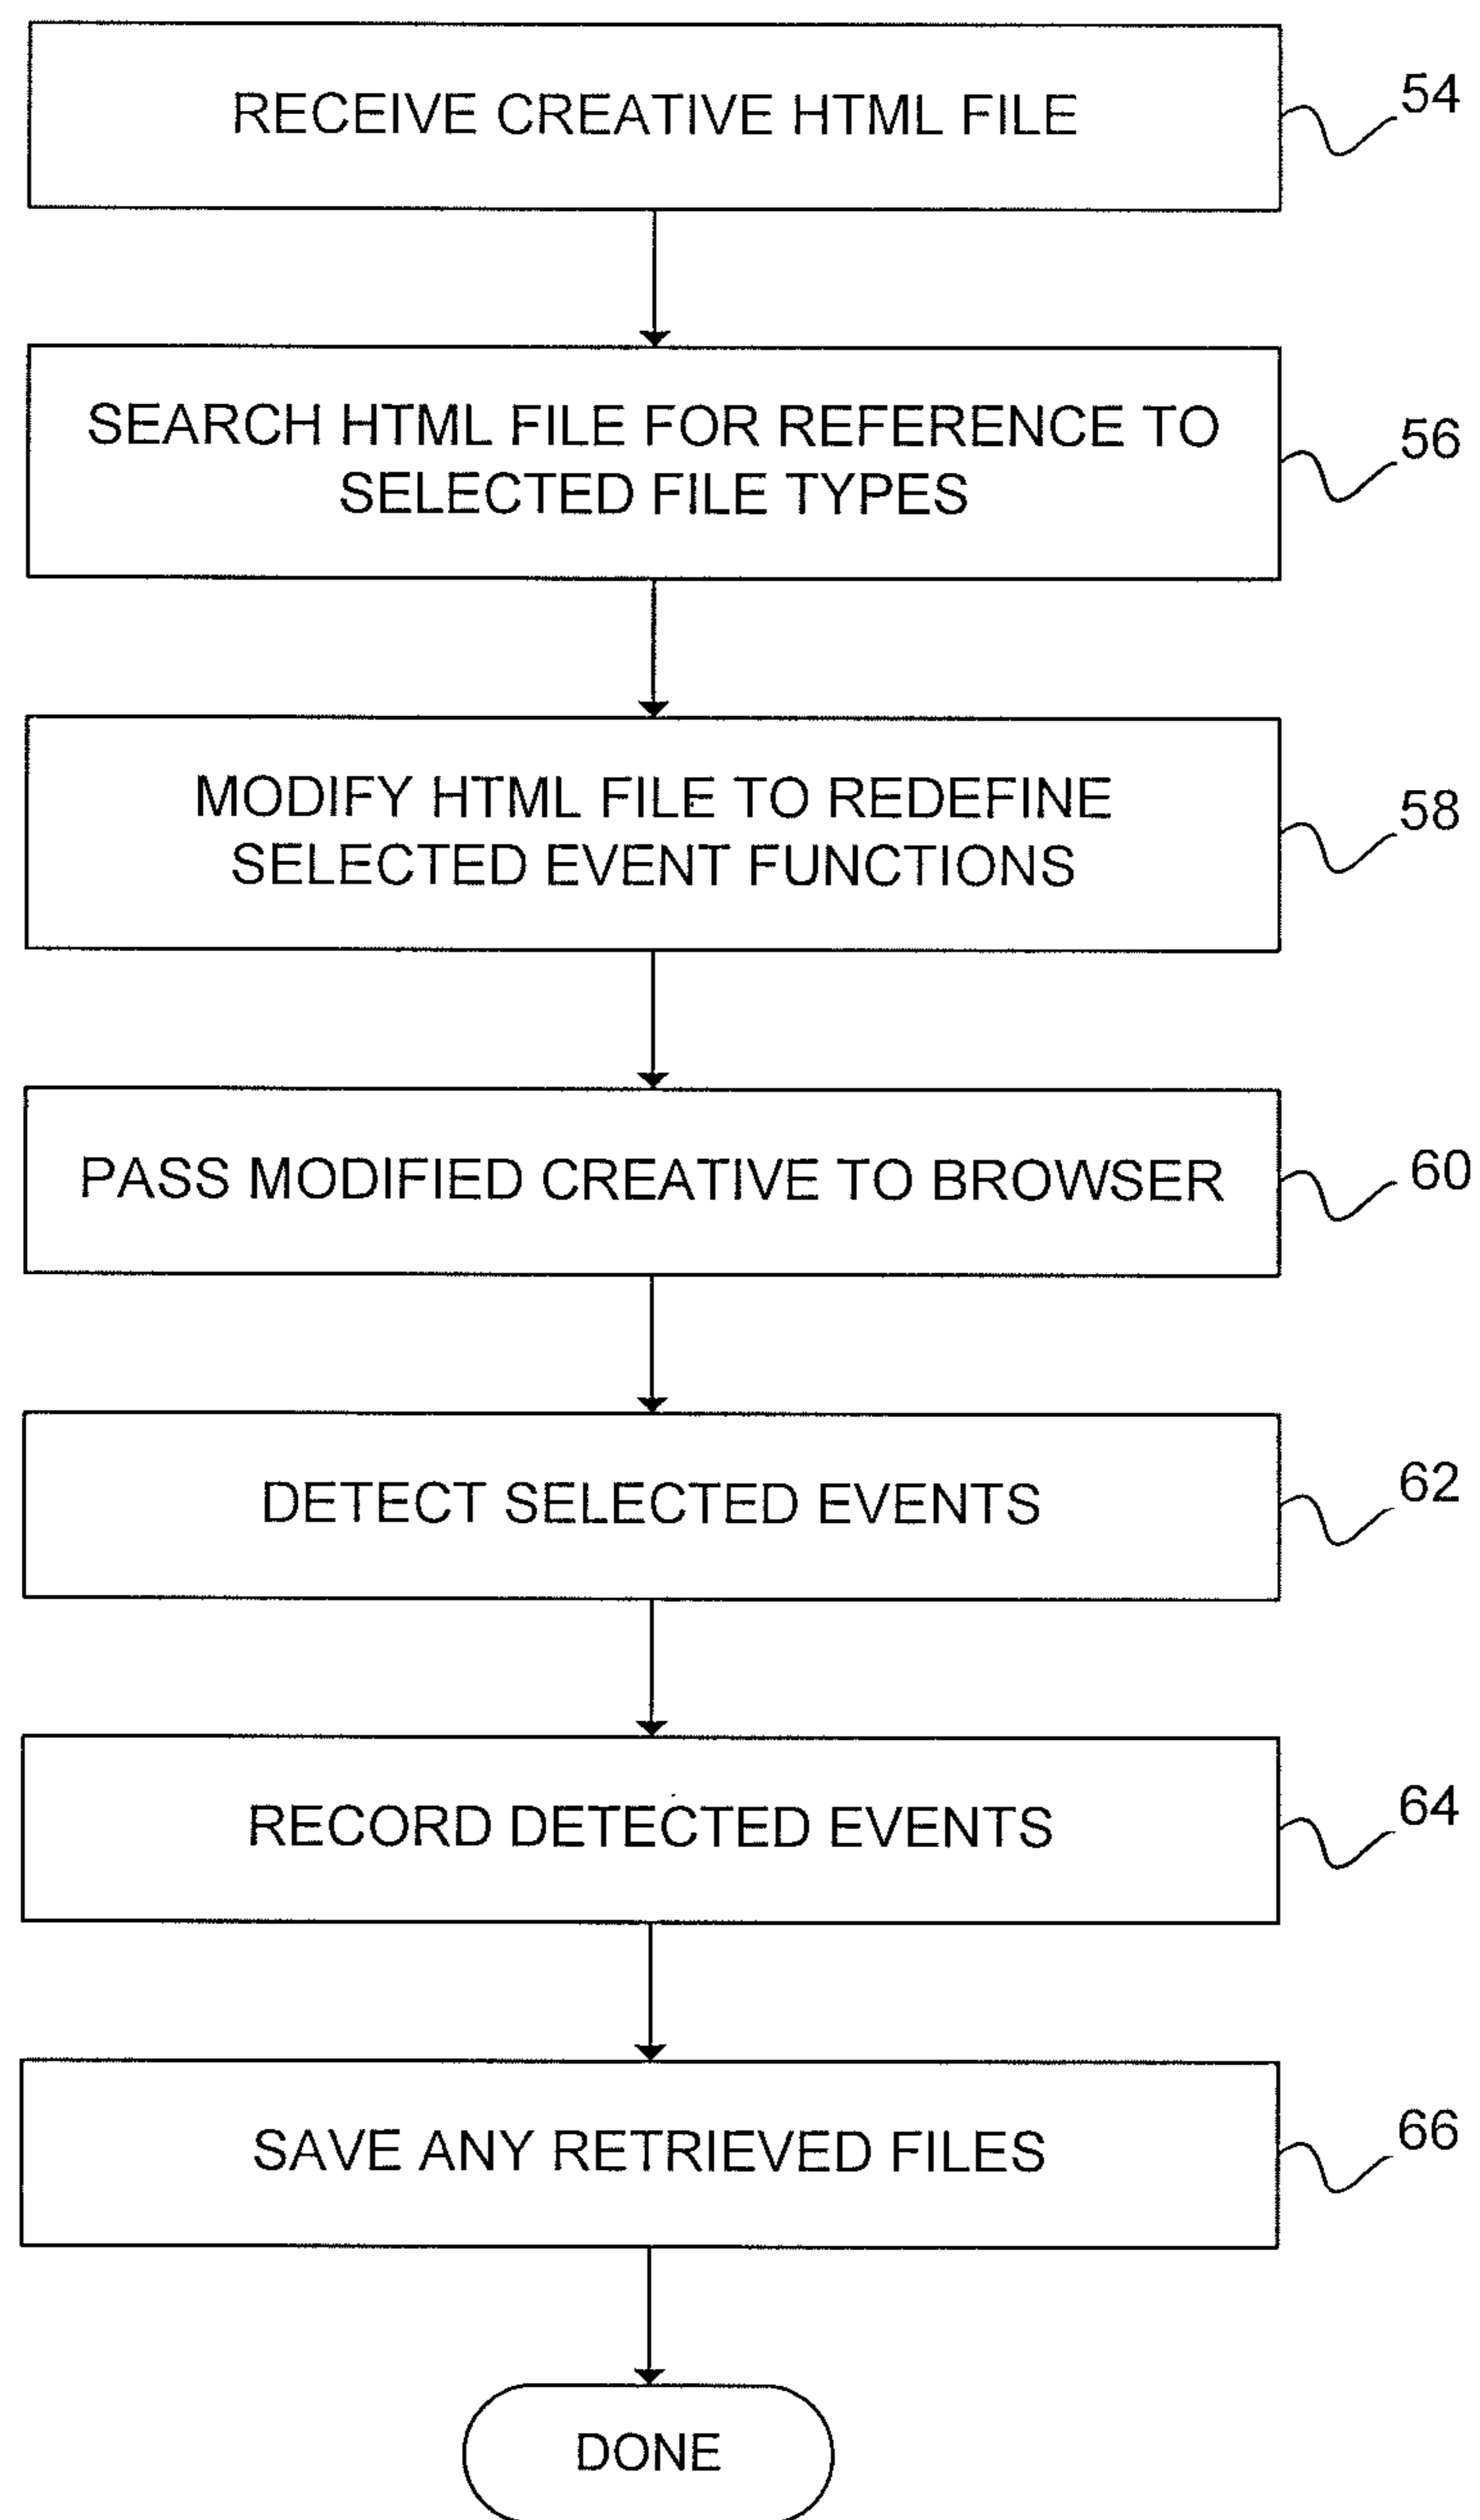 RECEIVE CREATIVE HTML FILE
54
SEARCH HTML FILE FOR REFERENCE TO
SELECTED FILE TYPES
56
MODIFY HTML FILE TO REDEFINE
SELECTED EVENT FUNCTIONS
58
PASS MODIFIED CREATIVE TO BROWSER
60
DETECT SELECTED EVENTS
62
RECORD DETECTED EVENTS
64
SAVE ANY RETRIEVED FILES
66
DONE